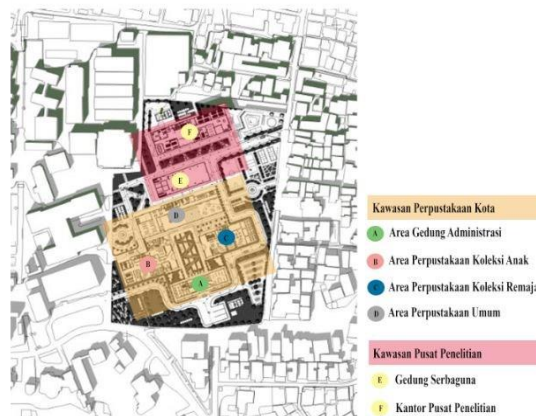 F
E
D
C
B
A
Kawasan Perpustakaan Kota
A Area Gedung Administrasi
B Area Perpustakaan Koleksi Anak
C Area Perpustakaan Koleksi Remaja
D Area Perpustakaan Umum
Kawasan Pusat Penelitian
E Gedung Serbaguna
F Kantor Pusat Penelitian